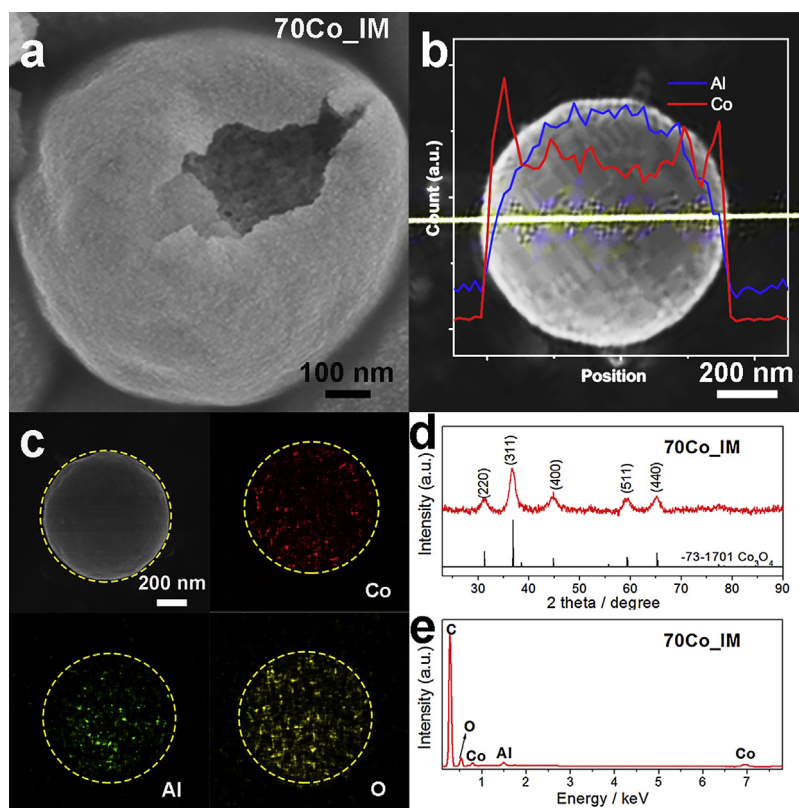 70Co_IM
a
100 nm
b
Al
Co
Count (a.u.)
Position
200 nm
c
200 nm
Co
Al
O
d
70Co_IM
(220)
(311)
(400)
(511)
(440)
-73-1701 Co₃O₄
Intensity (a.u.)
30 40 50 60 70 80 90
2 theta / degree
e
70Co_IM
C
O
Co
Al
Co
Intensity (a.u.)
1 2 3 4 5 6 7
Energy / keV